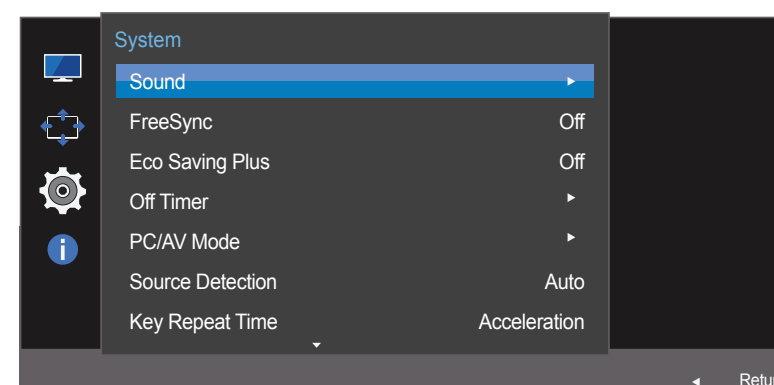 System
Sound
FreeSync Off
Eco Saving Plus Off
Off Timer
PC/AV Mode
Source Detection Auto
Key Repeat Time Acceleration
Retu